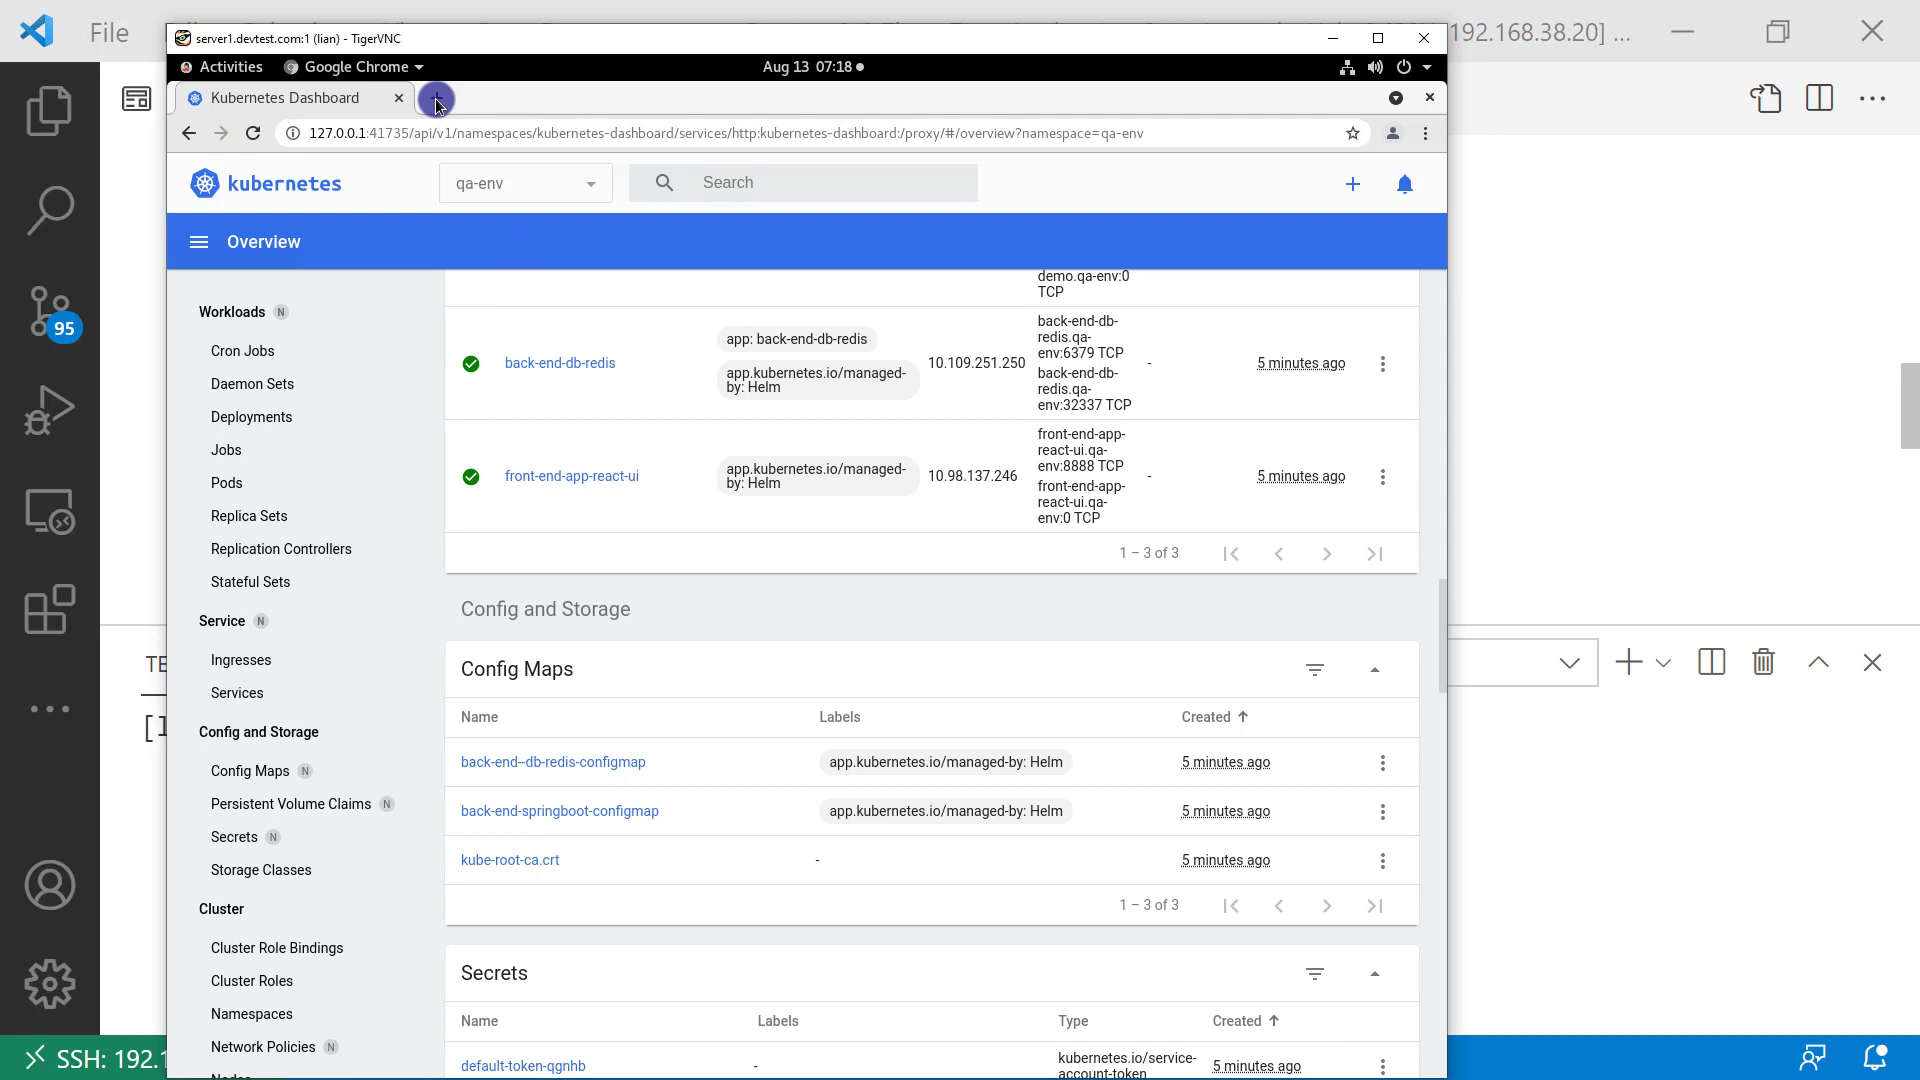 File
192.168.38.20] ...
server1.devtest.com:1 (lian) - TigerVNC
Activities
Google Chrome
Aug 13 07:18
Kubernetes Dashboard
127.0.0.1:41735/api/v1/namespaces/kubernetes-dashboard/services/http:kubernetes-dashboard:/proxy/#/overview?namespace=qa-env
kubernetes
qa-env
Search
Overview
95
Workloads N
Cron Jobs
Daemon Sets
Deployments
Jobs
Pods
Replica Sets
Replication Controllers
Stateful Sets
Service N
Ingresses
Services
Config and Storage
Config Maps N
Persistent Volume Claims N
Secrets N
Storage Classes
Cluster
Cluster Role Bindings
Cluster Roles
Namespaces
Network Policies N
demo.qa-env:0
TCP
back-end-db-redis
app: back-end-db-redis
app.kubernetes.io/managed-
by: Helm
10.109.251.250
back-end-db-
redis.qa-
env:6379 TCP
back-end-db-
redis.qa-
env:32337 TCP
-
5 minutes ago
front-end-app-react-ui
app.kubernetes.io/managed-
by: Helm
10.98.137.246
front-end-app-
react-ui.qa-
env:8888 TCP
front-end-app-
react-ui.qa-
env:0 TCP
-
5 minutes ago
1 – 3 of 3
Config and Storage
Config Maps
Name
Labels
Created
back-end--db-redis-configmap
app.kubernetes.io/managed-by: Helm
5 minutes ago
back-end-springboot-configmap
app.kubernetes.io/managed-by: Helm
5 minutes ago
kube-root-ca.crt
-
5 minutes ago
1 – 3 of 3
Secrets
Name
Labels
Type
Created
default-token-qgnhb
-
kubernetes.io/service-
account-token
5 minutes ago
TE
[1
SSH: 192.1